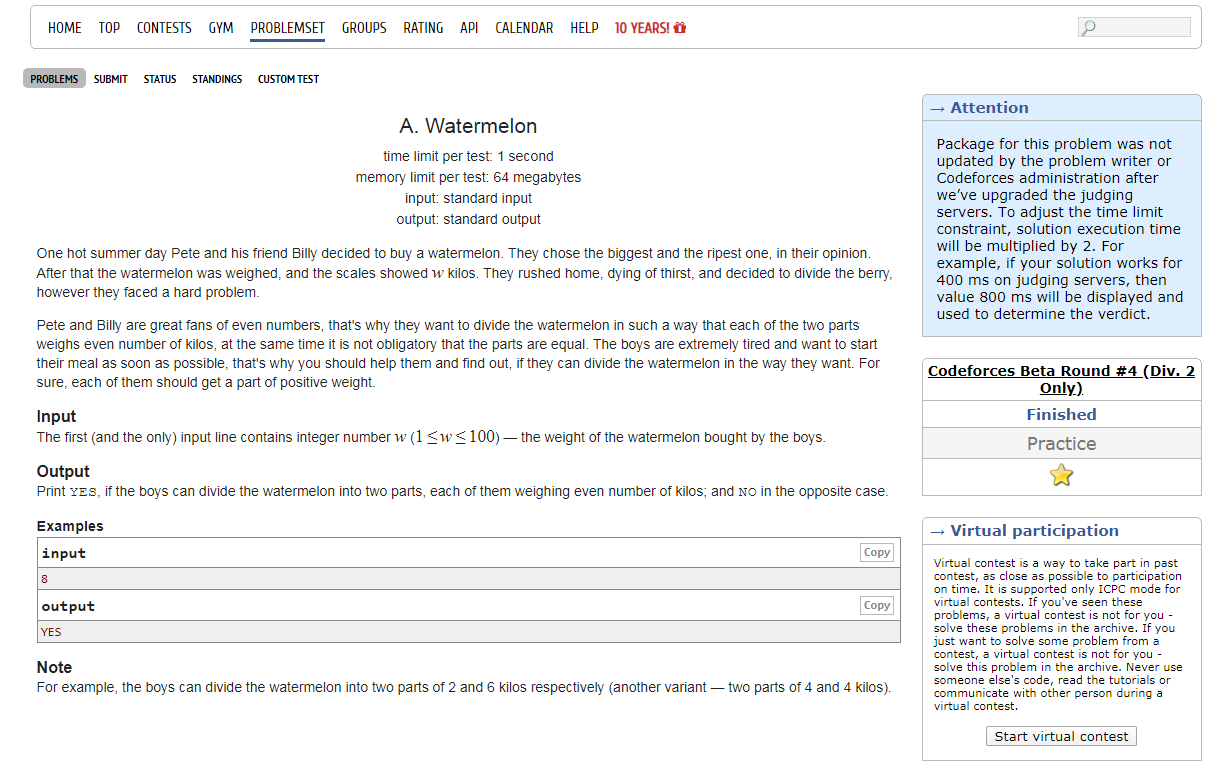 HOME TOP CONTESTS GYM PROBLEMSET GROUPS RATING API CALENDAR HELP 10 YEARS!
PROBLEMS SUBMIT STATUS STANDINGS CUSTOM TEST
A. Watermelon
time limit per test: 1 second
memory limit per test: 64 megabytes
input: standard input
output: standard output
One hot summer day Pete and his friend Billy decided to buy a watermelon. They chose the biggest and the ripest one, in their opinion.
After that the watermelon was weighed, and the scales showed w kilos. They rushed home, dying of thirst, and decided to divide the berry,
however they faced a hard problem.
Pete and Billy are great fans of even numbers, that's why they want to divide the watermelon in such a way that each of the two parts
weighs even number of kilos, at the same time it is not obligatory that the parts are equal. The boys are extremely tired and want to start
their meal as soon as possible, that's why you should help them and find out, if they can divide the watermelon in the way they want. For
sure, each of them should get a part of positive weight.
Input
The first (and the only) input line contains integer number w (1 ≤ w ≤ 100) — the weight of the watermelon bought by the boys.
Output
Print YES, if the boys can divide the watermelon into two parts, each of them weighing even number of kilos; and NO in the opposite case.
Examples
input Copy
8
output Copy
YES
Note
For example, the boys can divide the watermelon into two parts of 2 and 6 kilos respectively (another variant — two parts of 4 and 4 kilos).
→ Attention
Package for this problem was not
updated by the problem writer or
Codeforces administration after
we've upgraded the judging
servers. To adjust the time limit
constraint, solution execution time
will be multiplied by 2. For
example, if your solution works for
400 ms on judging servers, then
value 800 ms will be displayed and
used to determine the verdict.
Codeforces Beta Round #4 (Div. 2
Only)
Finished
Practice
→ Virtual participation
Virtual contest is a way to take part in past
contest, as close as possible to participation
on time. It is supported only ICPC mode for
virtual contests. If you've seen these
problems, a virtual contest is not for you -
solve these problems in the archive. If you
just want to solve some problem from a
contest, a virtual contest is not for you -
solve this problem in the archive. Never use
someone else's code, read the tutorials or
communicate with other person during a
virtual contest.
Start virtual contest